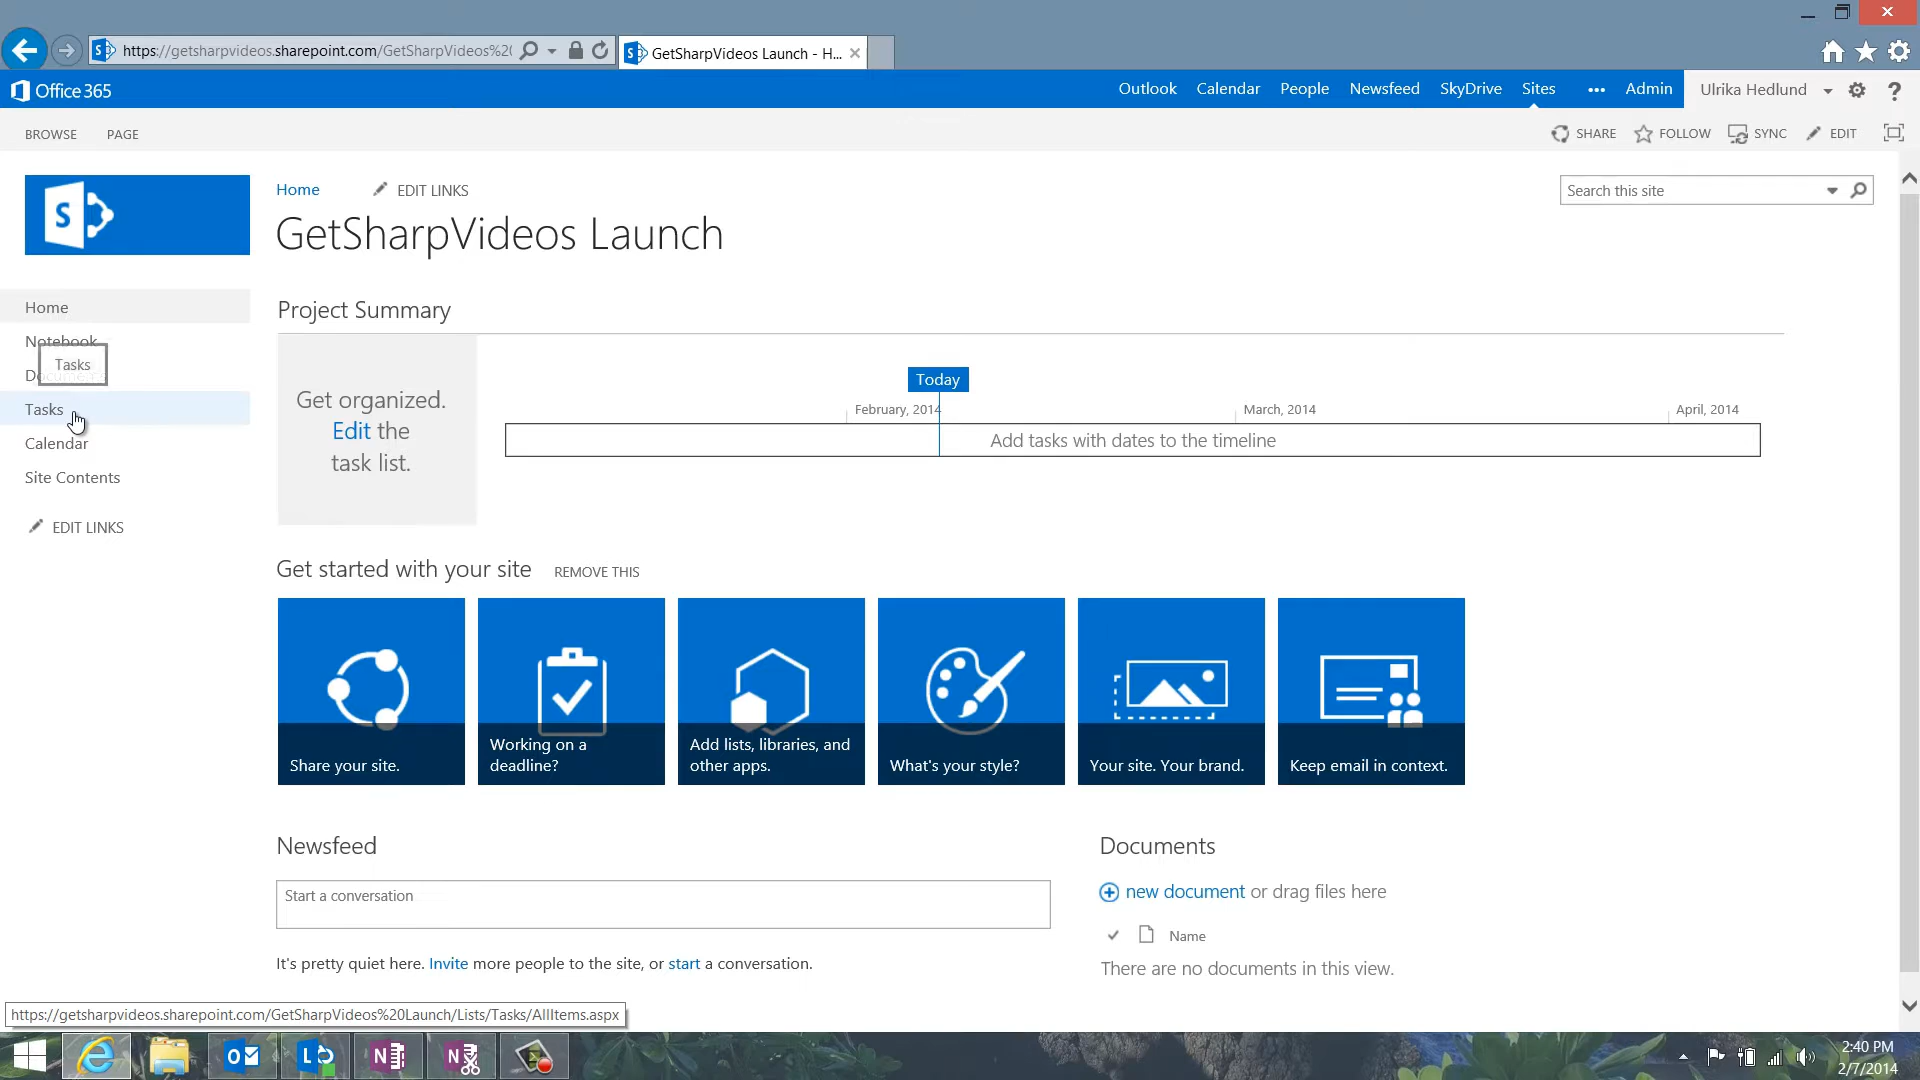 https://getsharpvideos.sharepoint.com/GetSharpVideos%20
GetSharpVideos Launch - H...
Office 365
Outlook
Calendar
People
Newsfeed
SkyDrive
Sites
Admin
Ulrika Hedlund
?
BROWSE
PAGE
SHARE
FOLLOW
SYNC
EDIT
Home
EDIT LINKS
Search this site
GetSharpVideos Launch
Home
Notebook
Tasks
Documents
Tasks
Calendar
Site Contents
EDIT LINKS
Project Summary
Get organized.
Edit the
task list.
Today
February, 2014
March, 2014
April, 2014
Add tasks with dates to the timeline
Get started with your site
REMOVE THIS
Share your site.
Working on a
deadline?
Add lists, libraries, and
other apps.
What's your style?
Your site. Your brand.
Keep email in context.
Newsfeed
Start a conversation
It's pretty quiet here. Invite more people to the site, or start a conversation.
Documents
new document or drag files here
Name
There are no documents in this view.
https://getsharpvideos.sharepoint.com/GetSharpVideos%20Launch/Lists/Tasks/AllItems.aspx
2:40 PM
2/7/2014